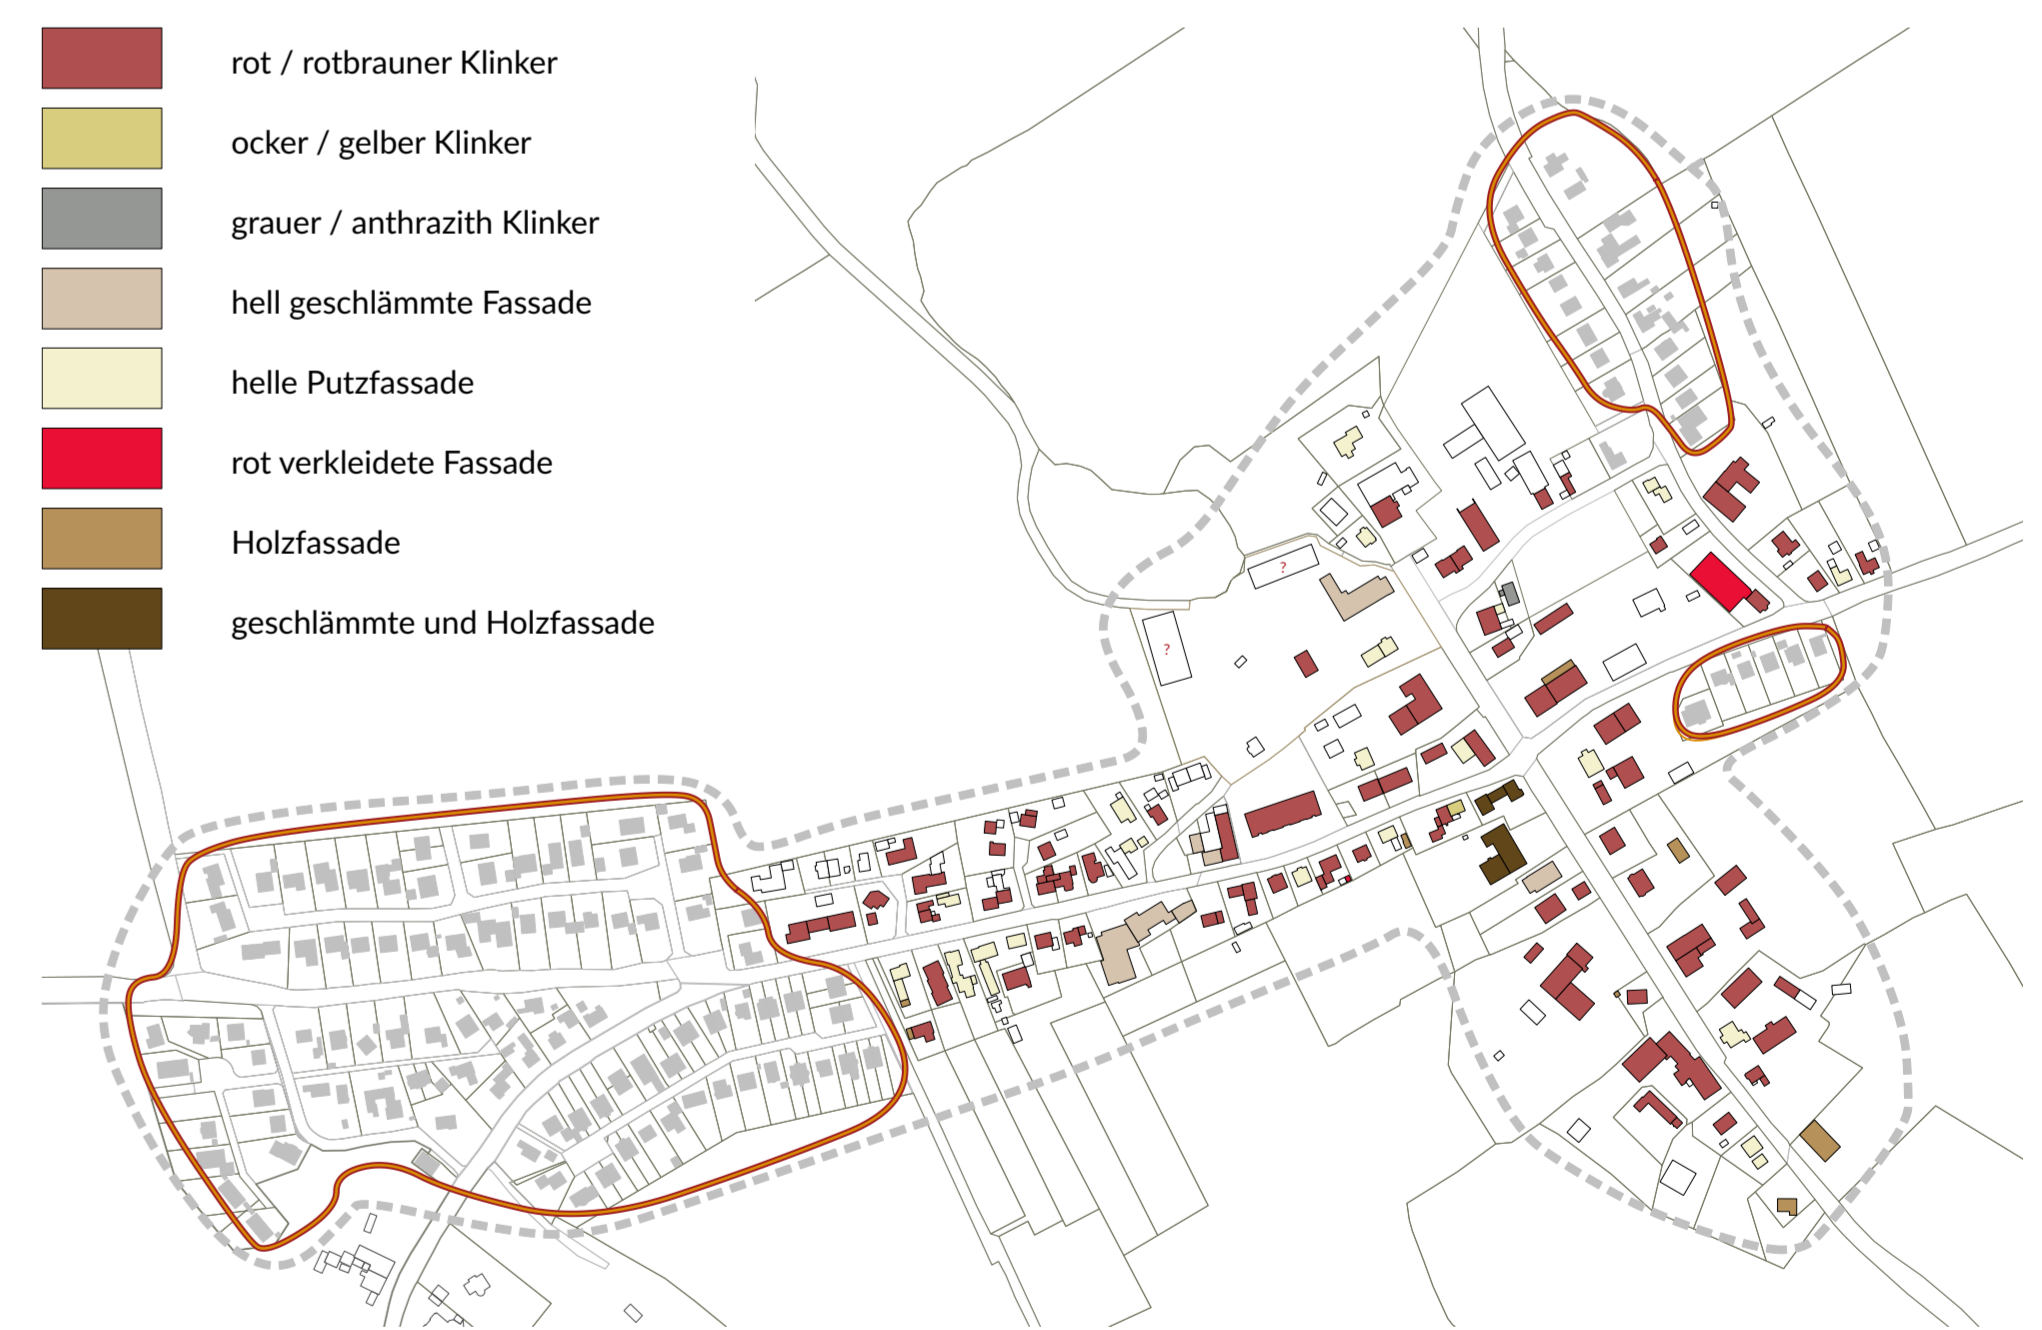 rot / rotbrauner Klinker
ocker / gelber Klinker
grauer / anthrazith Klinker
hell geschlämmte Fassade
helle Putzfassade
rot verkleidete Fassade
Holzfassade
geschlämmte und Holzfassade
?
?